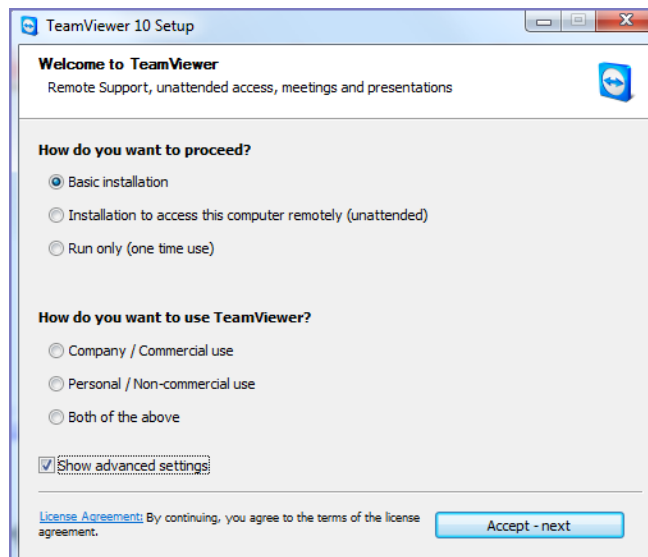 TeamViewer 10 Setup
Welcome to TeamViewer
Remote Support, unattended access, meetings and presentations
How do you want to proceed?
Basic installation
Installation to access this computer remotely (unattended)
Run only (one time use)
How do you want to use TeamViewer?
Company / Commercial use
Personal / Non-commercial use
Both of the above
Show advanced settings
License Agreement: By continuing, you agree to the terms of the license
agreement.
Accept - next